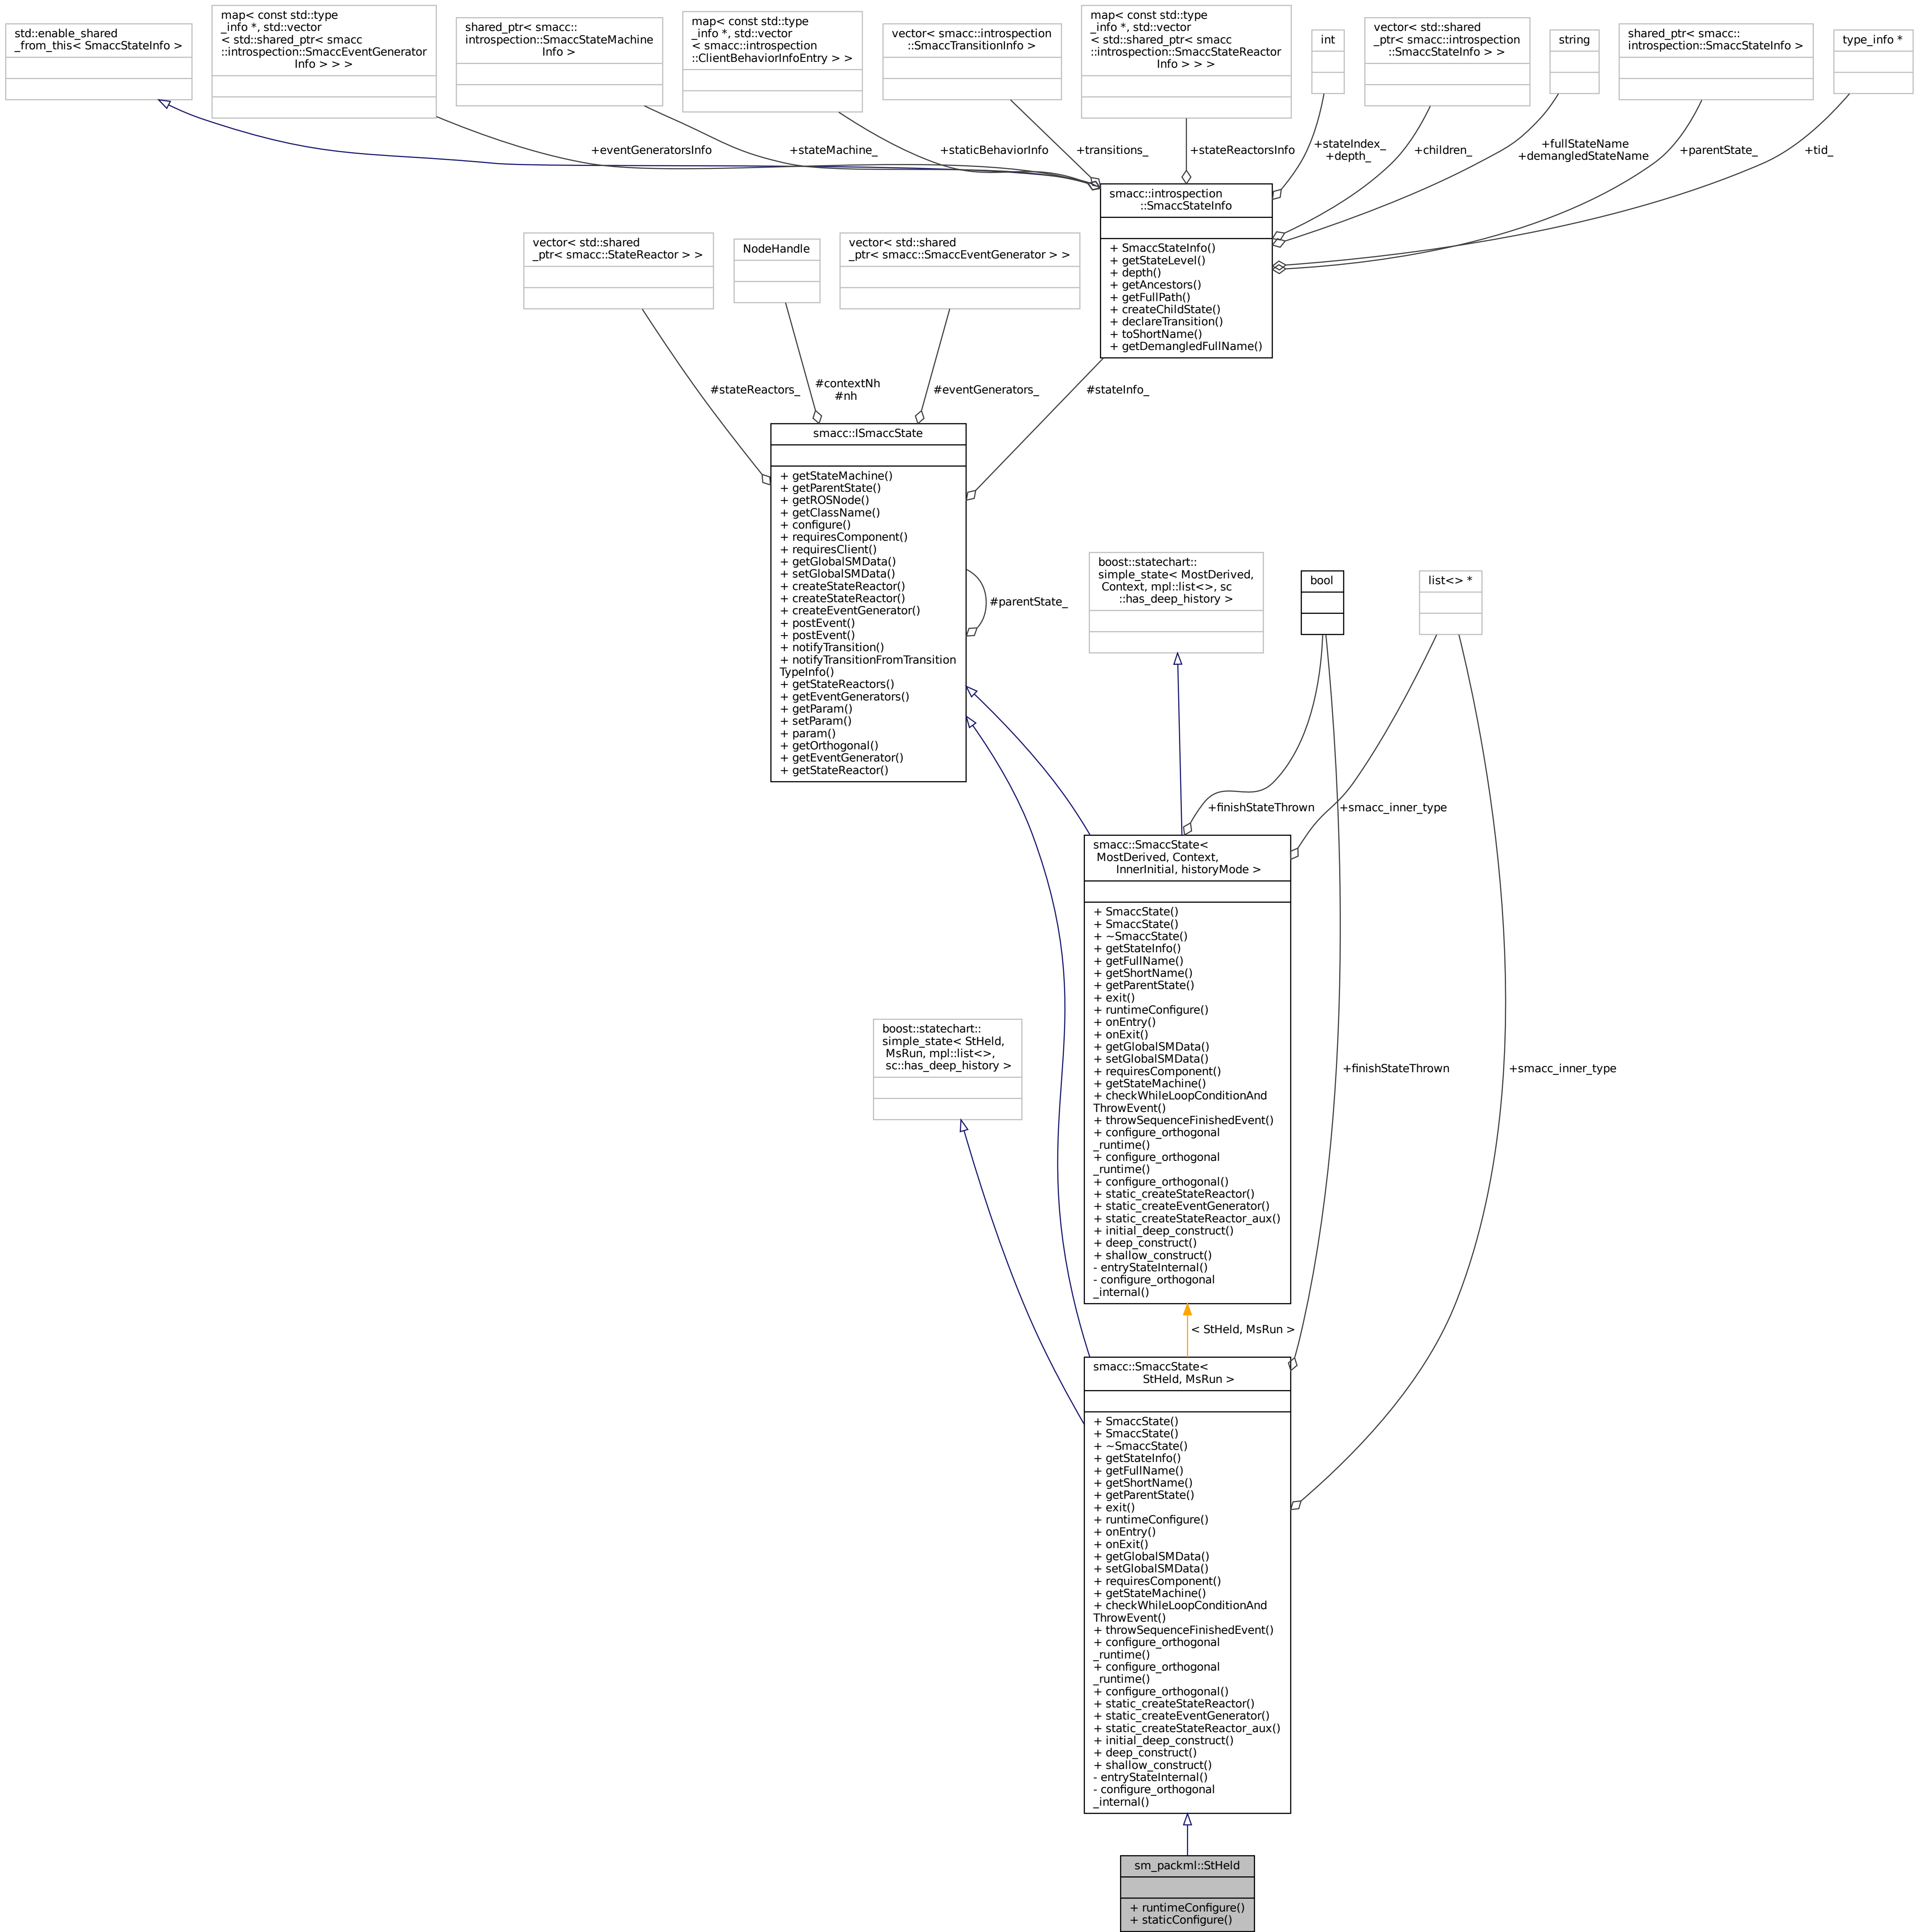 std::enable_shared
_from_this< SmaccStateInfo >
map< const std::type
_info *, std::vector
< std::shared_ptr< smacc
::introspection::SmaccEventGenerator
Info > > >
shared_ptr< smacc::
introspection::SmaccStateMachine
Info >
map< const std::type
_info *, std::vector
< smacc::introspection
::ClientBehaviorInfoEntry > >
vector< smacc::introspection
::SmaccTransitionInfo >
map< const std::type
_info *, std::vector
< std::shared_ptr< smacc
::introspection::SmaccStateReactor
Info > > >
int
vector< std::shared
_ptr< smacc::introspection
::SmaccStateInfo > >
string
shared_ptr< smacc::
introspection::SmaccStateInfo >
type_info *
+eventGeneratorsInfo
+stateMachine_
+staticBehaviorInfo
+transitions_
+stateReactorsInfo
+stateIndex_
+depth_
+children_
+fullStateName
+demangledStateName
+parentState_
+tid_
smacc::introspection
::SmaccStateInfo
+ SmaccStateInfo()
+ getStateLevel()
+ depth()
+ getAncestors()
+ getFullPath()
+ createChildState()
+ declareTransition()
+ toShortName()
+ getDemangledFullName()
vector< std::shared
_ptr< smacc::StateReactor > >
NodeHandle
vector< std::shared
_ptr< smacc::SmaccEventGenerator > >
#stateReactors_
#contextNh
#nh
#eventGenerators_
#stateInfo_
smacc::ISmaccState
+ getStateMachine()
+ getParentState()
+ getROSNode()
+ getClassName()
+ configure()
+ requiresComponent()
+ requiresClient()
+ getGlobalSMData()
+ setGlobalSMData()
+ createStateReactor()
+ createStateReactor()
+ createEventGenerator()
+ postEvent()
+ postEvent()
+ notifyTransition()
+ notifyTransitionFromTransition
TypeInfo()
+ getStateReactors()
+ getEventGenerators()
+ getParam()
+ setParam()
+ param()
+ getOrthogonal()
+ getEventGenerator()
+ getStateReactor()
#parentState_
boost::statechart::
simple_state< MostDerived,
Context, mpl::list<>, sc
::has_deep_history >
bool
list<> *
+finishStateThrown
+smacc_inner_type
smacc::SmaccState<
MostDerived, Context,
InnerInitial, historyMode >
+ SmaccState()
+ SmaccState()
+ ~SmaccState()
+ getStateInfo()
+ getFullName()
+ getShortName()
+ getParentState()
+ exit()
+ runtimeConfigure()
+ onEntry()
+ onExit()
+ getGlobalSMData()
+ setGlobalSMData()
+ requiresComponent()
+ getStateMachine()
+ checkWhileLoopConditionAnd
ThrowEvent()
+ throwSequenceFinishedEvent()
+ configure_orthogonal
_runtime()
+ configure_orthogonal
_runtime()
+ configure_orthogonal()
+ static_createStateReactor()
+ static_createEventGenerator()
+ static_createStateReactor_aux()
+ initial_deep_construct()
+ deep_construct()
+ shallow_construct()
- entryStateInternal()
- configure_orthogonal
_internal()
boost::statechart::
simple_state< StHeld,
MsRun, mpl::list<>,
sc::has_deep_history >
+finishStateThrown
+smacc_inner_type
< StHeld, MsRun >
smacc::SmaccState<
StHeld, MsRun >
+ SmaccState()
+ SmaccState()
+ ~SmaccState()
+ getStateInfo()
+ getFullName()
+ getShortName()
+ getParentState()
+ exit()
+ runtimeConfigure()
+ onEntry()
+ onExit()
+ getGlobalSMData()
+ setGlobalSMData()
+ requiresComponent()
+ getStateMachine()
+ checkWhileLoopConditionAnd
ThrowEvent()
+ throwSequenceFinishedEvent()
+ configure_orthogonal
_runtime()
+ configure_orthogonal
_runtime()
+ configure_orthogonal()
+ static_createStateReactor()
+ static_createEventGenerator()
+ static_createStateReactor_aux()
+ initial_deep_construct()
+ deep_construct()
+ shallow_construct()
- entryStateInternal()
- configure_orthogonal
_internal()
sm_packml::StHeld
+ runtimeConfigure()
+ staticConfigure()